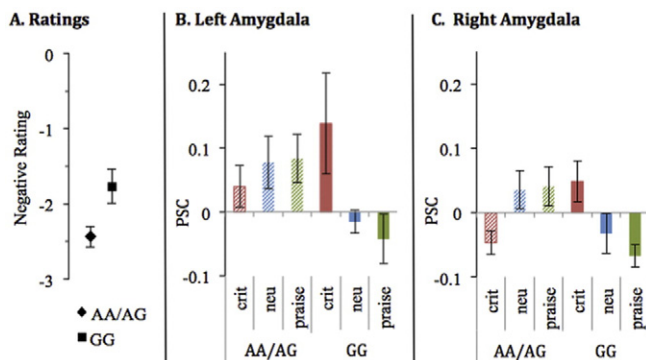 A. Ratings
0
-1
-2
-3
Negative Rating
AA/AG
GG
B. Left Amygdala
0.2
0.1
0
-0.1
PSC
crit
neu
praise
crit
neu
praise
AA/AG
GG
C. Right Amygdala
0.2
0.1
0
-0.1
PSC
crit
neu
praise
crit
neu
praise
AA/AG
GG